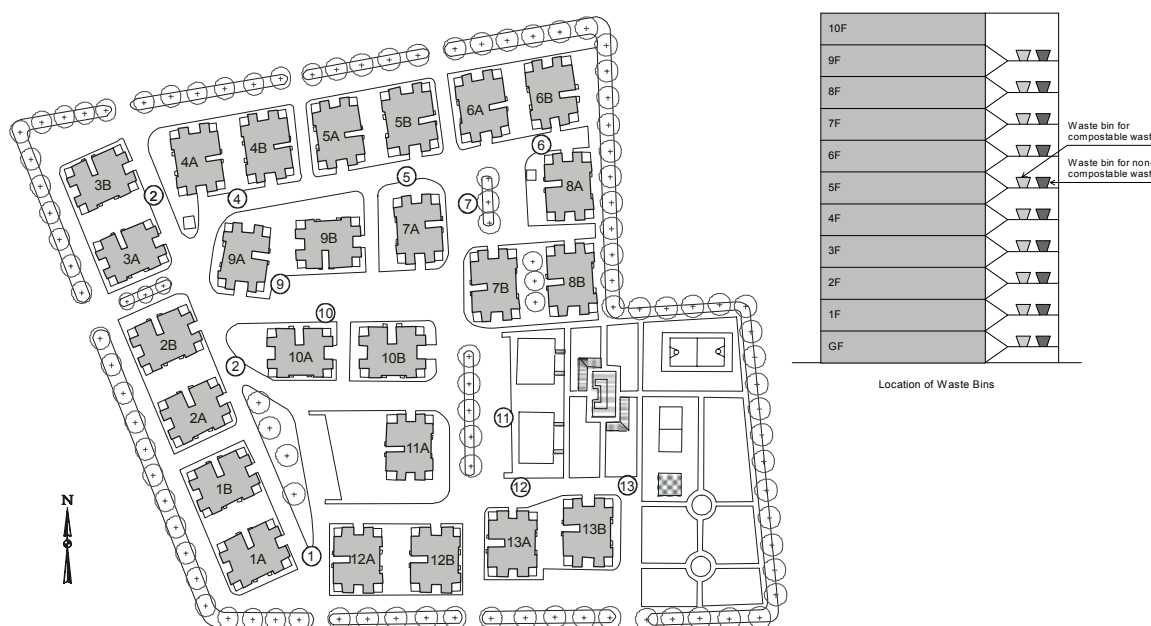 10F
9F
8F
7F
6F
5F
4F
3F
2F
1F
GF
Waste bin for
compostable wast
Waste bin for non-
compostable wast
Location of Waste Bins
6B
6A
5B
5A
6
4B
4A
3B
2
5
8A
4
7
7A
9B
9A
3A
9
7B
8B
10
2B
10A
10B
2
2A
11
11A
1B
12
13
N
13B
13A
1
1A
12A
12B